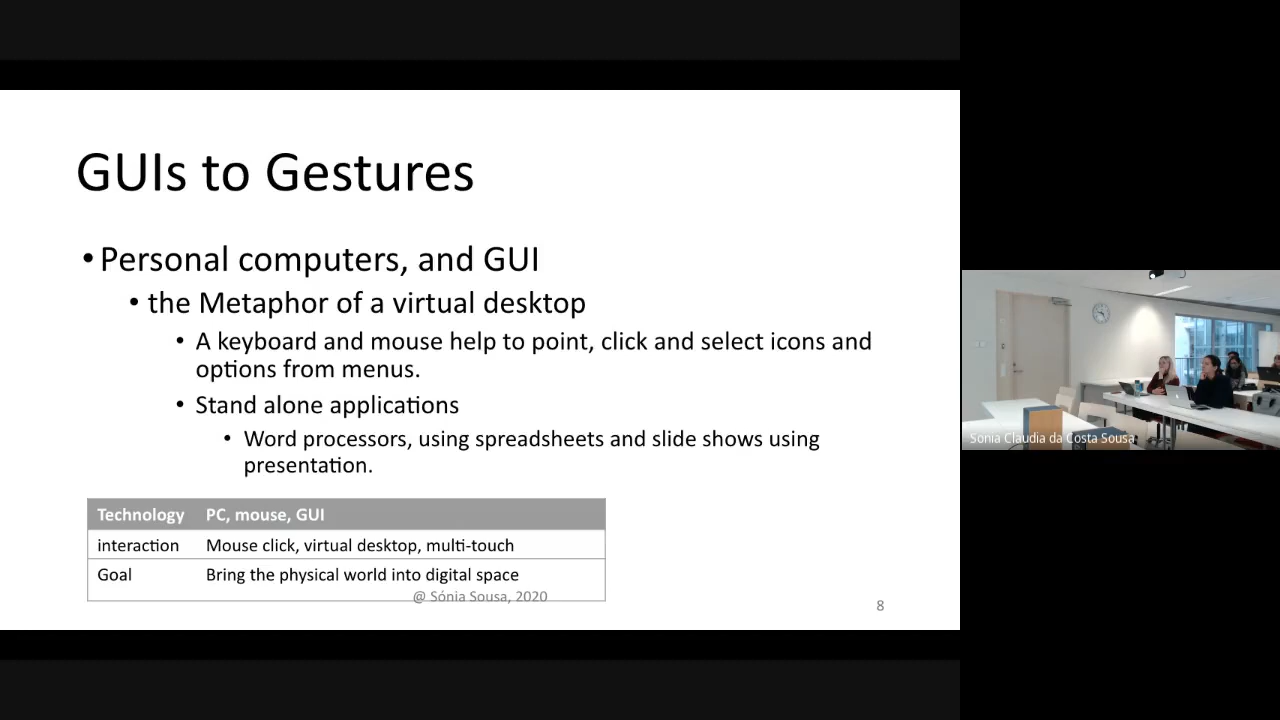 GUIs to Gestures
• Personal computers, and GUI
• the Metaphor of a virtual desktop
• A keyboard and mouse help to point, click and select icons and
options from menus.
• Stand alone applications
• Word processors, using spreadsheets and slide shows using
presentation.
Technology PC, mouse, GUI
interaction Mouse click, virtual desktop, multi-touch
Goal Bring the physical world into digital space
@ Sónia Sousa, 2020
8
Sonia Claudia da Costa Sousa